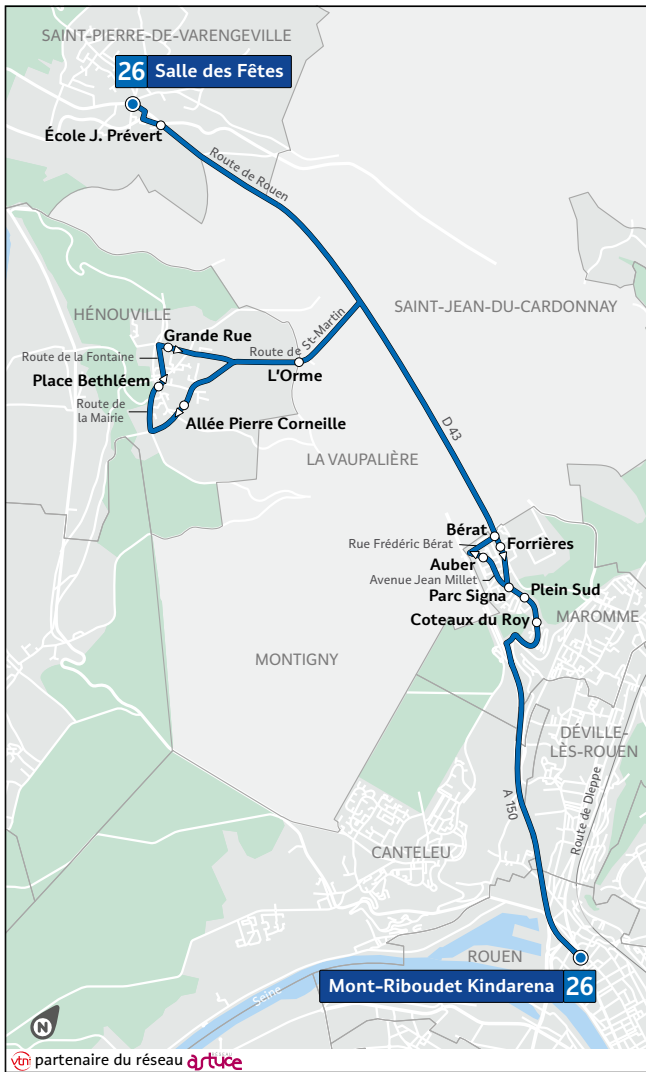 SAINT-PIERRE-DE-VARENGEVILLE
26 Salle des Fêtes
École J. Prévert
Route de Rouen
SAINT-JEAN-DU-CARDONNAY
HÉNOUVILLE
Grande Rue
Route de St-Martin
Route de la Fontaine
L'Orme
Place Bethléem
Route de
la Mairie
Allée Pierre Corneille
D 43
LA VAUPALIÈRE
Bérat
Rue Frédéric Bérat
Forrières
Auber
Avenue Jean Millet
Parc Signa
Plein Sud
Coteaux du Roy
MAROMME
MONTIGNY
DÉVILLE-
LÈS-ROUEN
A 150
Route de Dieppe
CANTELEU
ROUEN
Mont-Riboudet Kindarena 26
Seine
N
vtni partenaire du réseau astuce